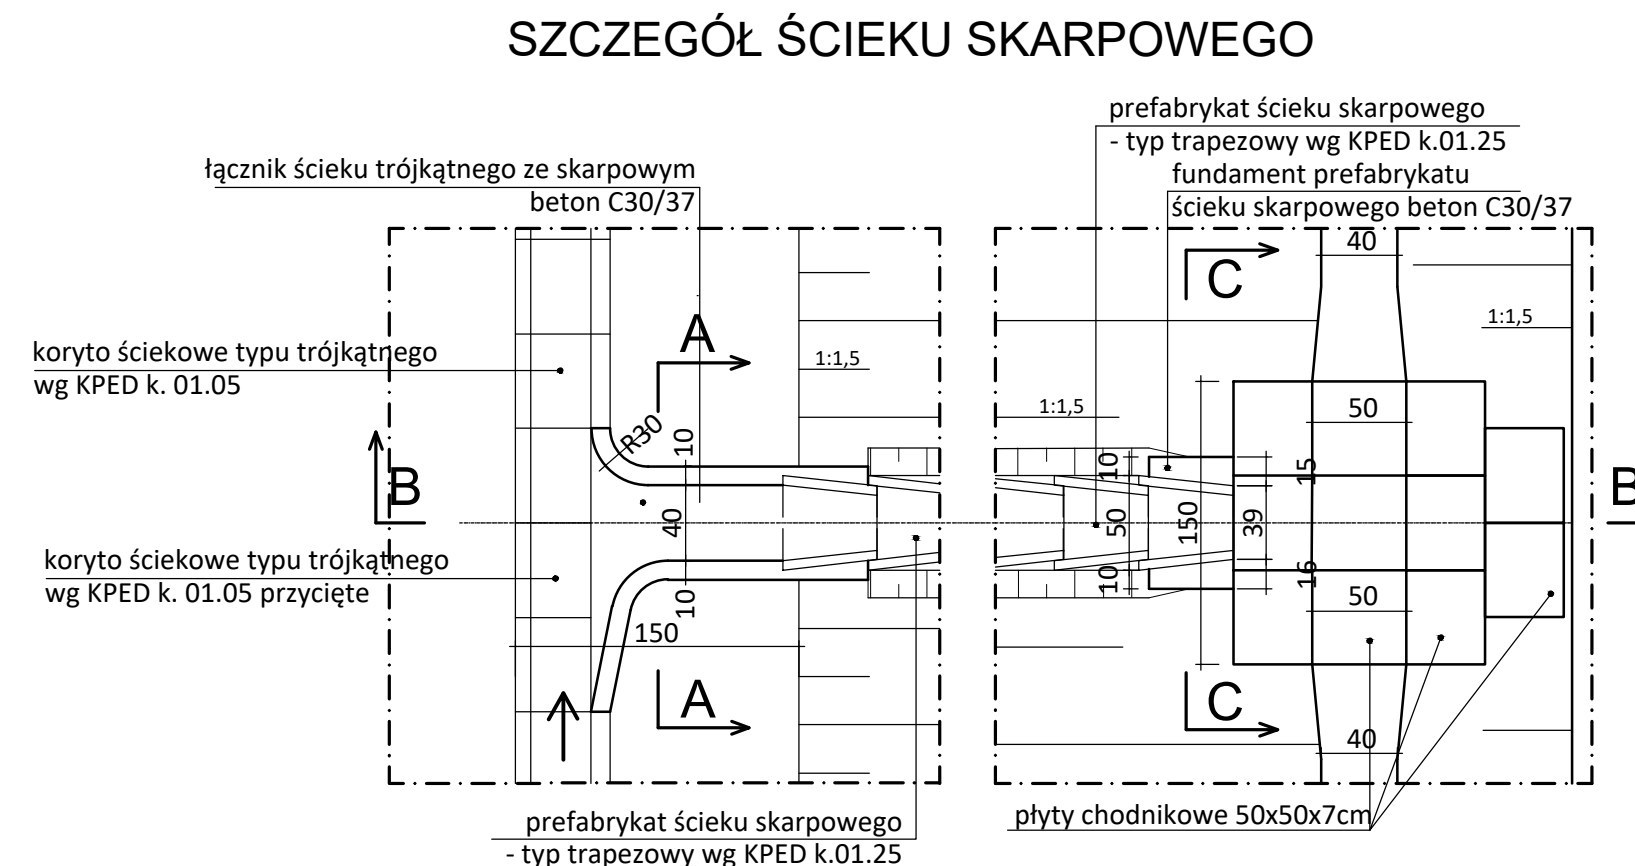 SZCZEGÓŁ ŚCIEKU SKARPOWEGO
prefabrykat ścieku skarpowego
- typ trapezowy wg KPED k.01.25
fundament prefabrykatu
ścieku skarpowego beton C30/37
łącznik ścieku trójkątnego ze skarpowym
beton C30/37
40
C
1:1,5
A
koryto ściekowe typu trójkątnego
wg KPED k. 01.05
1:1,5
1:1,5
50
R30
10
10
15
B
B
40
50
150
39
koryto ściekowe typu trójkątnego
wg KPED k. 01.05 przycięte
10
10
16
50
150
A
C
40
prefabrykat ścieku skarpowego
- typ trapezowy wg KPED k.01.25
płyty chodnikowe 50x50x7cm